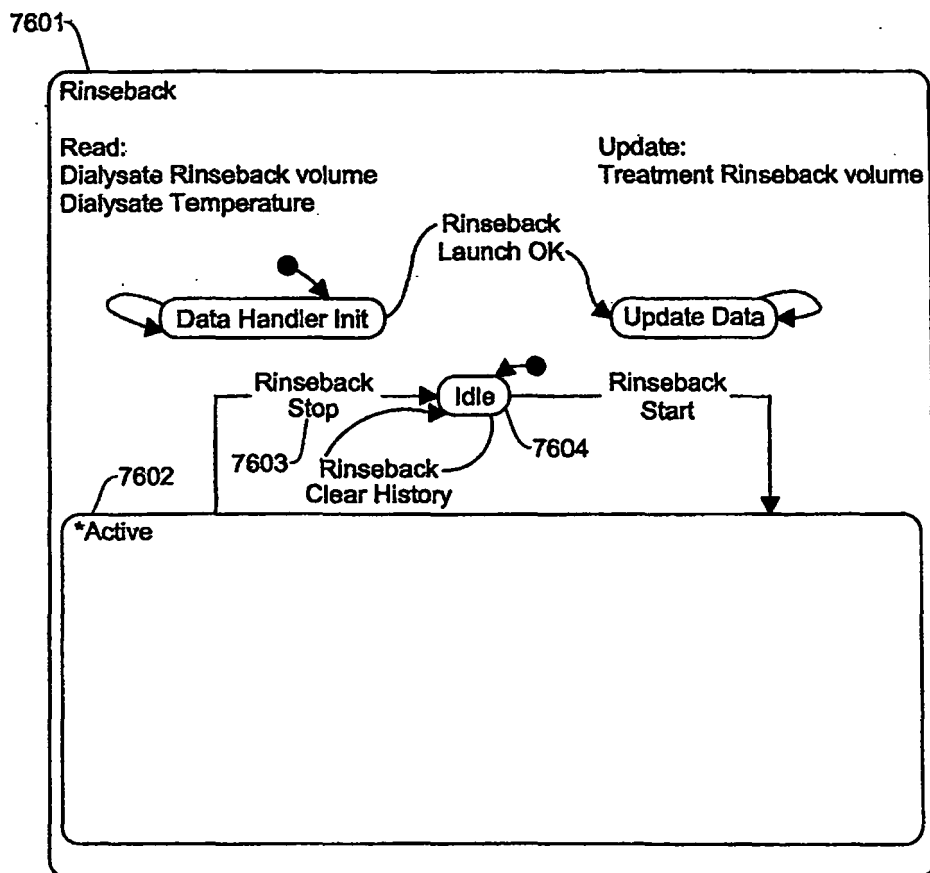 7601
Rinseback
Read:
Dialysate Rinseback volume
Dialysate Temperature
Update:
Treatment Rinseback volume
Rinseback
Launch OK
Data Handler Init
Update Data
Rinseback
Stop
Idle
Rinseback
Start
7603
7604
Rinseback
Clear History
7602
*Active